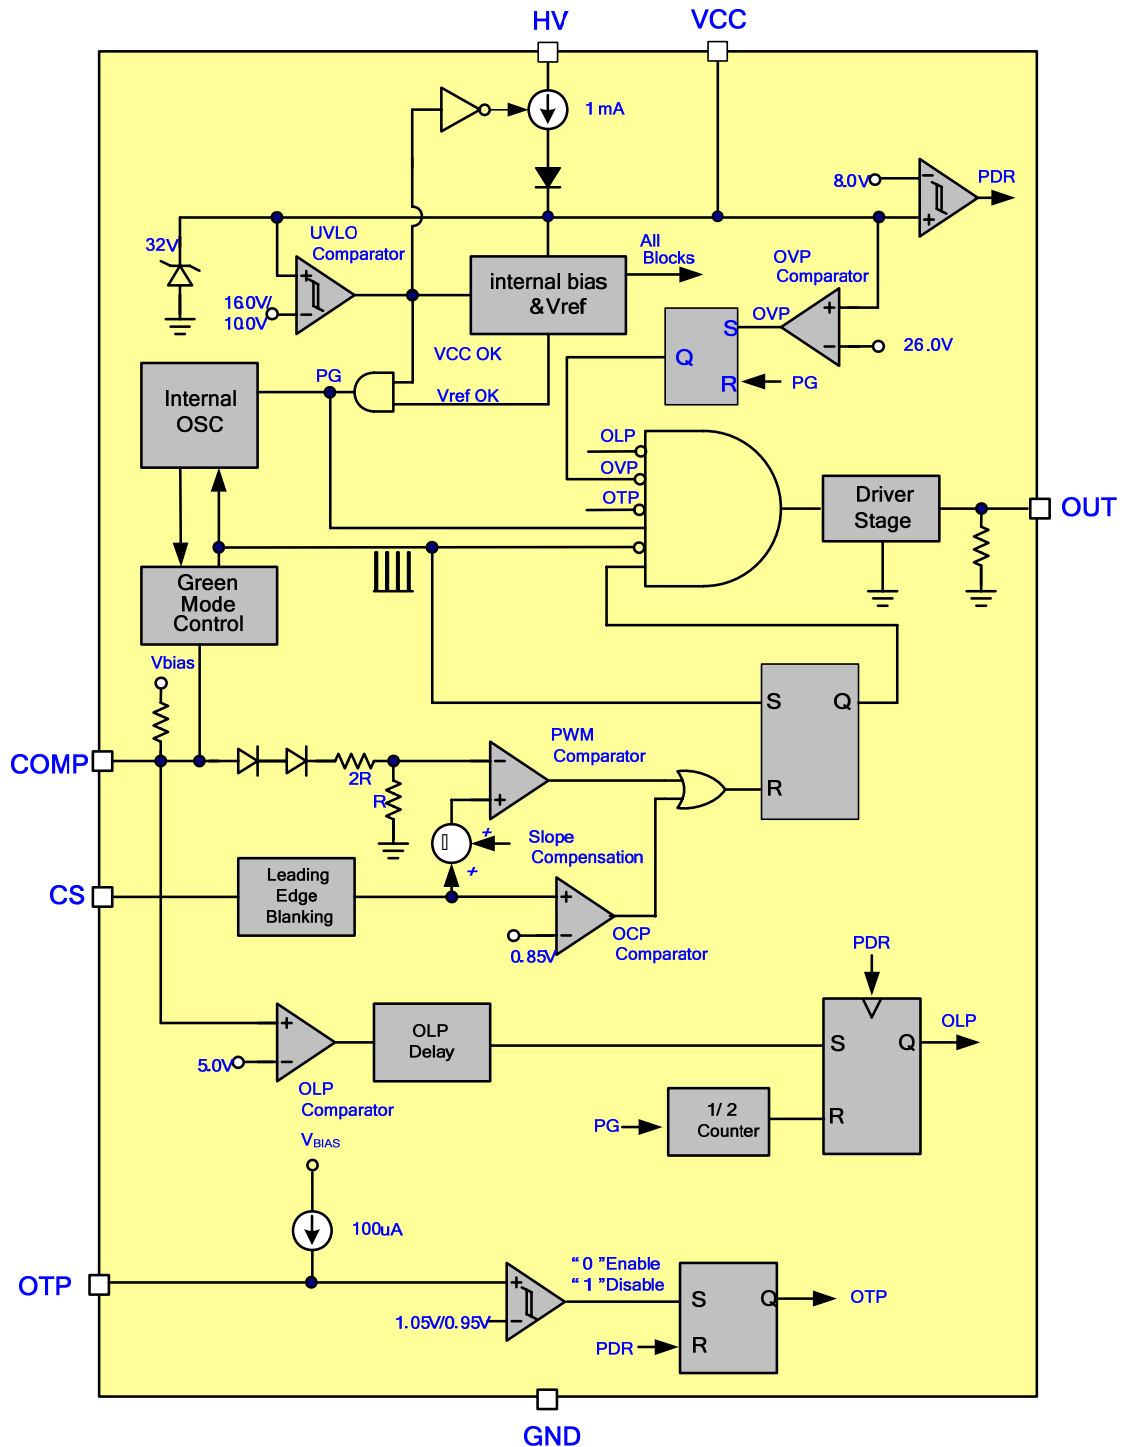 HV
VCC
1mA
8.0V
PDR
32V
UVLO
Comparator
All
Blocks
OVP
Comparator
+
-
+
-
internal bias
&Vref
16.0V/
10.0V
+
-
S
OVP
26.0V
VCC OK
Q
R
PG
PG
Vref OK
Internal
OSC
OLP
OVP
OTP
Driver
Stage
OUT
Green
Mode
Control
Vbias
S
Q
R
COMP
PWM
Comparator
-
+
2R
R
Slope
Compensation
+
+
Leading
Edge
Blanking
CS
+
-
0.85V
OCP
Comparator
PDR
OLP
Delay
+
-
5.0V
OLP
Comparator
S
Q
OLP
R
1/ 2
Counter
PG
VBIAS
100uA
OTP
“ 0 ”Enable
“ 1 ”Disable
+
-
1.05V/0.95V
S
Q
OTP
PDR
R
GND